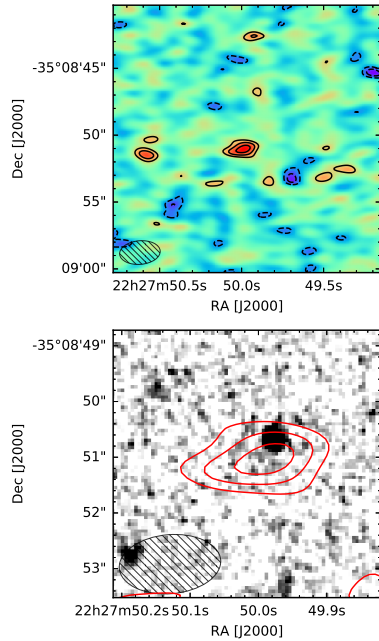 -35°08'45"
50"
55"
09'00"
Dec [J2000]
22h27m50.5s 50.0s 49.5s
RA [J2000]
-35°08'49"
50"
51"
52"
53"
Dec [J2000]
22h27m50.2s 50.1s 50.0s 49.9s
RA [J2000]